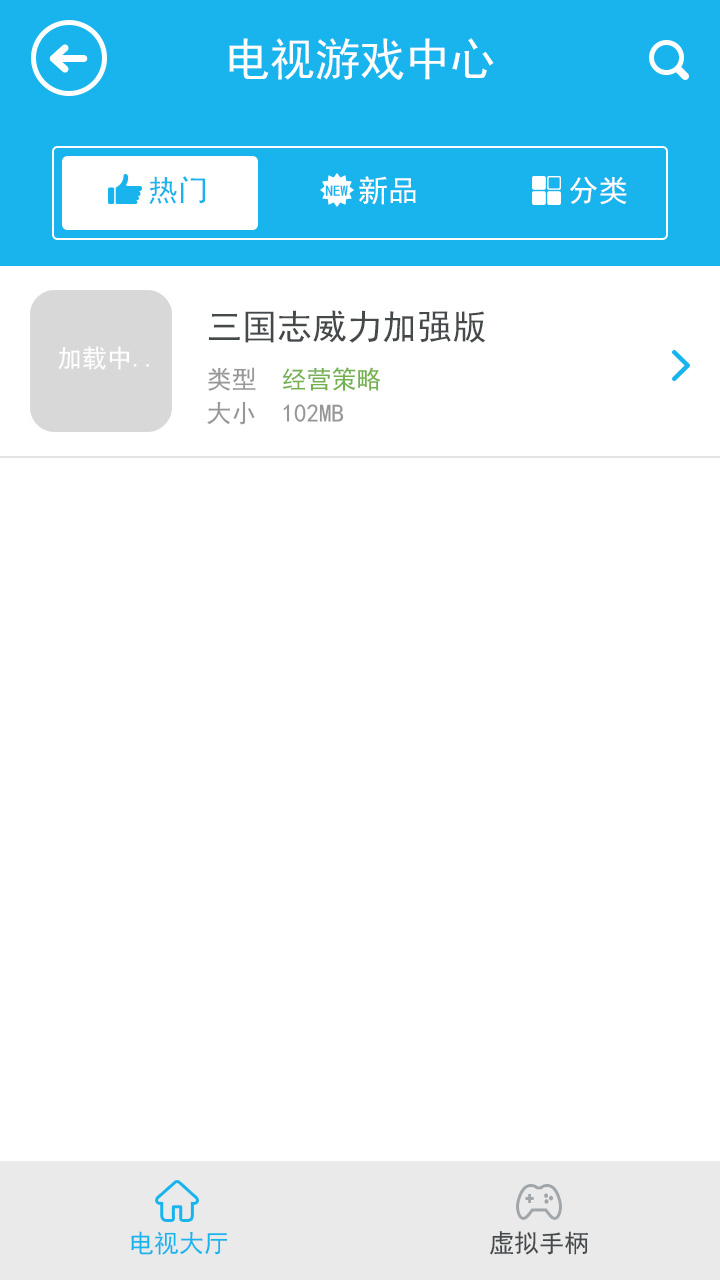 电视游戏中心
热门 NEW 新品 分类
加载中..
三国志威力加强版
类型 经营策略
大小 102MB
电视大厅 虚拟手柄